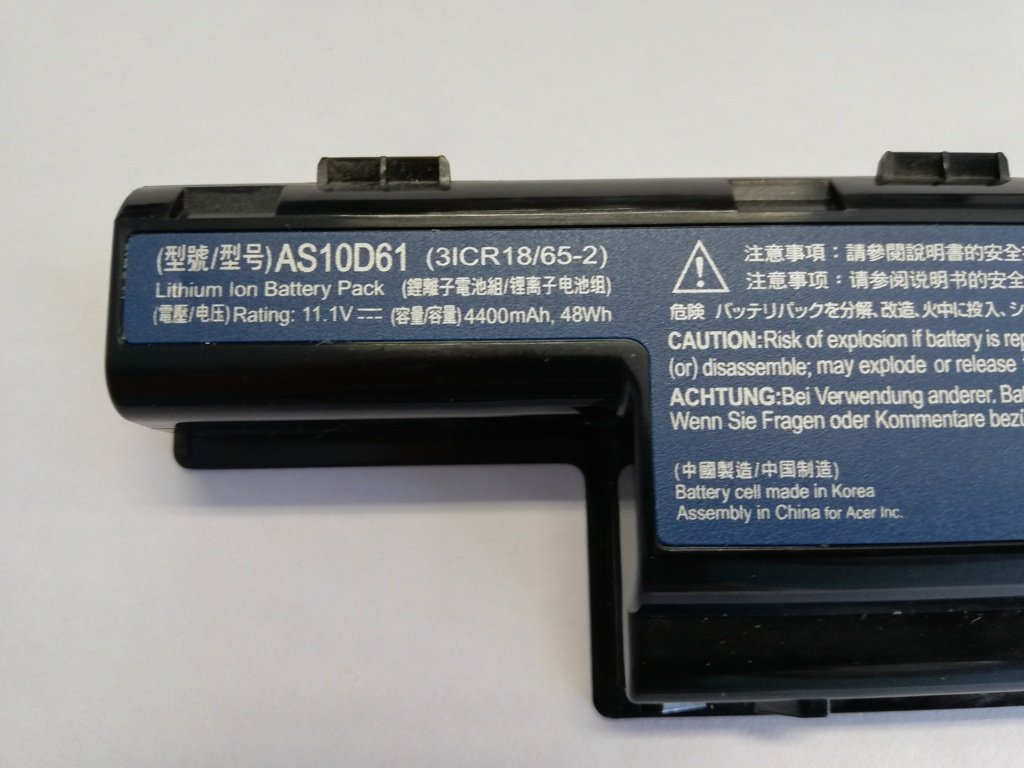 (型號/型号)AS10D61 (3ICR18/65-2)
Lithium Ion Battery Pack (鋰離子電池組/锂离子电池组)
(電壓/电压)Rating: 11.1V⎓ (容量/容量)4400mAh, 48Wh
注意事項：請參閱說明書的安全
注意事项：请参阅说明书的安全
危険 バッテリパックを分解、改造、火中に投入、シ
CAUTION:Risk of explosion if battery is rep
(or) disassemble; may explode or release
ACHTUNG:Bei Verwendung anderer. Bat
Wenn Sie Fragen oder Kommentare bezü
(中國製造/中国制造)
Battery cell made in Korea
Assembly in China for Acer Inc.